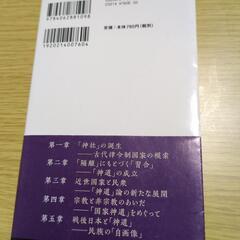 9784062881098
1920214007604
定価：本体760円（税別）
第一章　「神社」の誕生
――古代律令制国家の模索
第二章　「隔離」にもとづく「習合」
――「神道」の成立
第三章　近世国家と民衆
――「神道」論の新たな展開
第四章　宗教と非宗教のあいだ
――「国家神道」をめぐって
第五章　戦後日本と「神道」
――民族の「自画像」